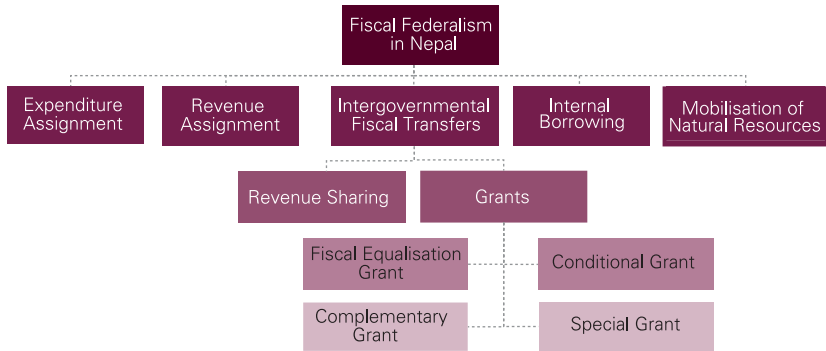 Fiscal Federalism
in Nepal
Expenditure
Assignment
Revenue
Assignment
Intergovernmental
Fiscal Transfers
Internal
Borrowing
Mobilisation of
Natural Resources
Revenue Sharing
Grants
Fiscal Equalisation
Grant
Conditional Grant
Complementary
Grant
Special Grant